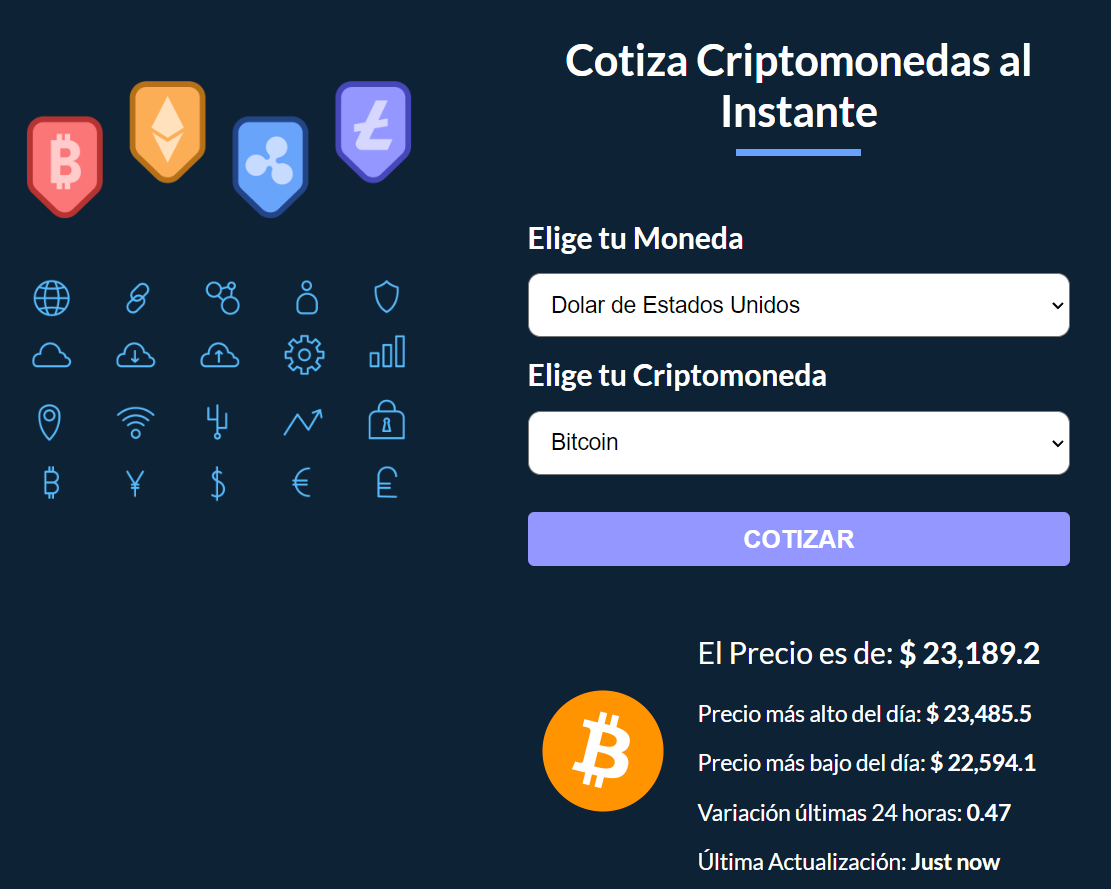 Cotiza Criptomonedas al
Instante
Elige tu Moneda
Dolar de Estados Unidos
Elige tu Criptomoneda
Bitcoin
COTIZAR
El Precio es de: $ 23,189.2
Precio más alto del día: $ 23,485.5
Precio más bajo del día: $ 22,594.1
Variación últimas 24 horas: 0.47
Última Actualización: Just now